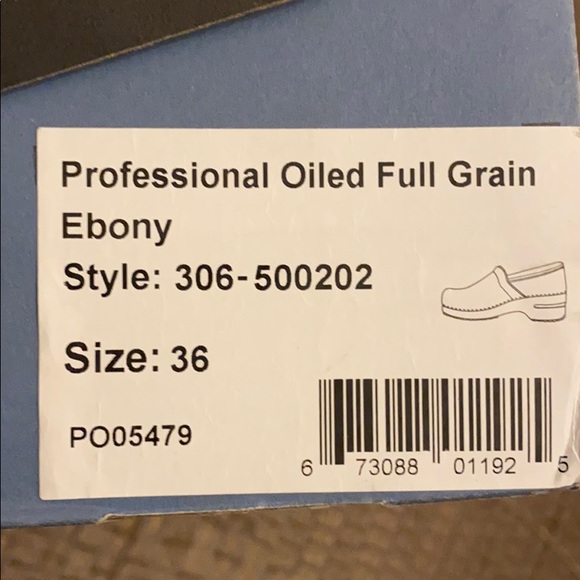 Professional Oiled Full Grain
Ebony
Style: 306-500202
Size: 36
PO05479
6 73088 01192 5